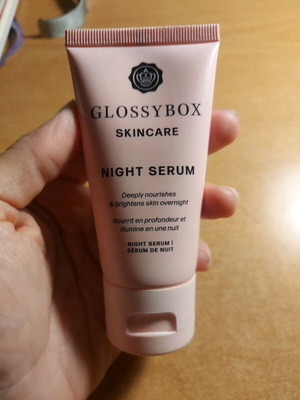 GLOSSYBOX
SKINCARE
NIGHT SERUM
Deeply nourishes
& brightens skin overnight
Nourrit en profondeur et
illumine en une nuit
NIGHT SERUM |
SÉRUM DE NUIT